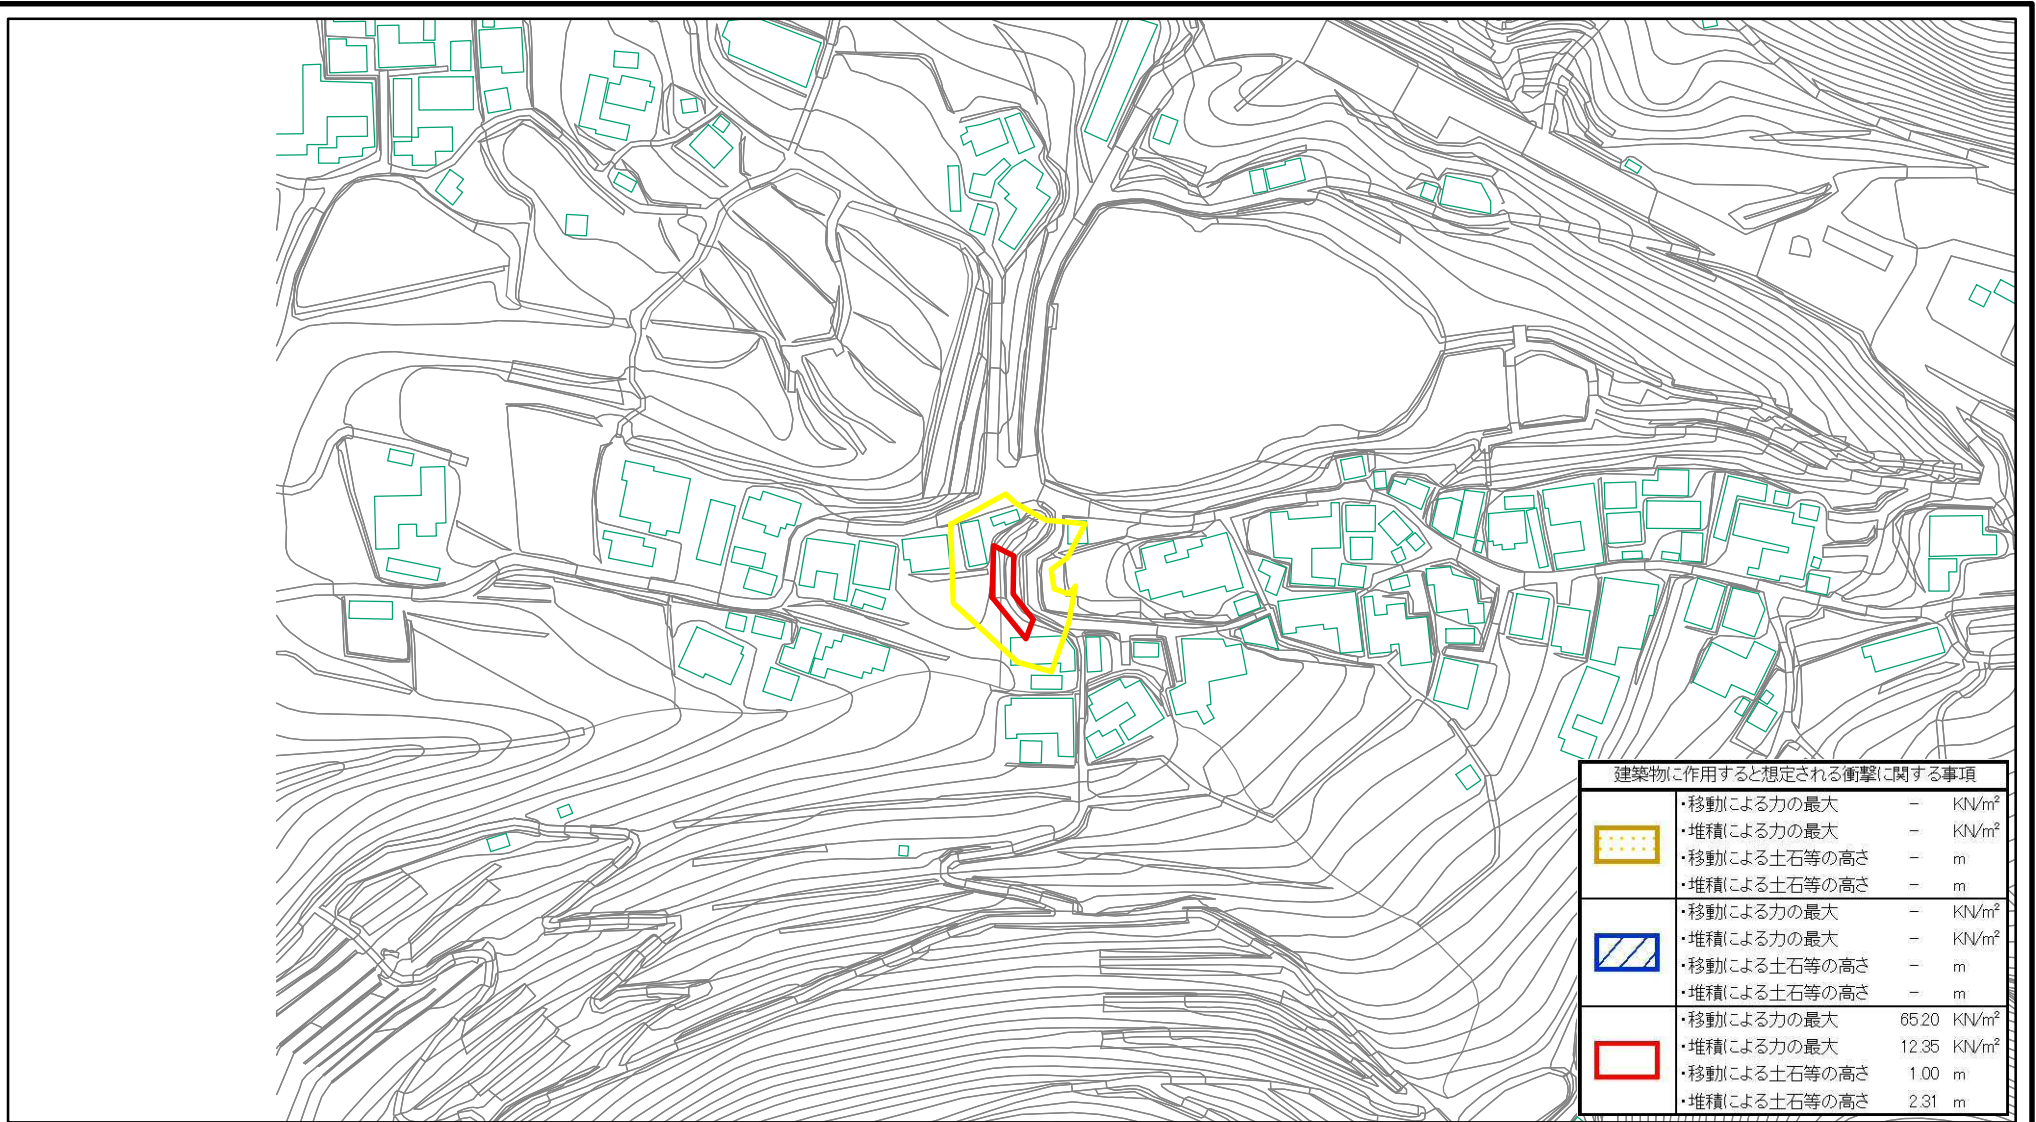 建築物に作用すると想定される衝撃に関する事項
・移動による力の最大 － KN/m²
・堆積による力の最大 － KN/m²
・移動による土石等の高さ － m
・堆積による土石等の高さ － m
・移動による力の最大 － KN/m²
・堆積による力の最大 － KN/m²
・移動による土石等の高さ － m
・堆積による土石等の高さ － m
・移動による力の最大 65.20 KN/m²
・堆積による力の最大 12.35 KN/m²
・移動による土石等の高さ 1.00 m
・堆積による土石等の高さ 2.31 m